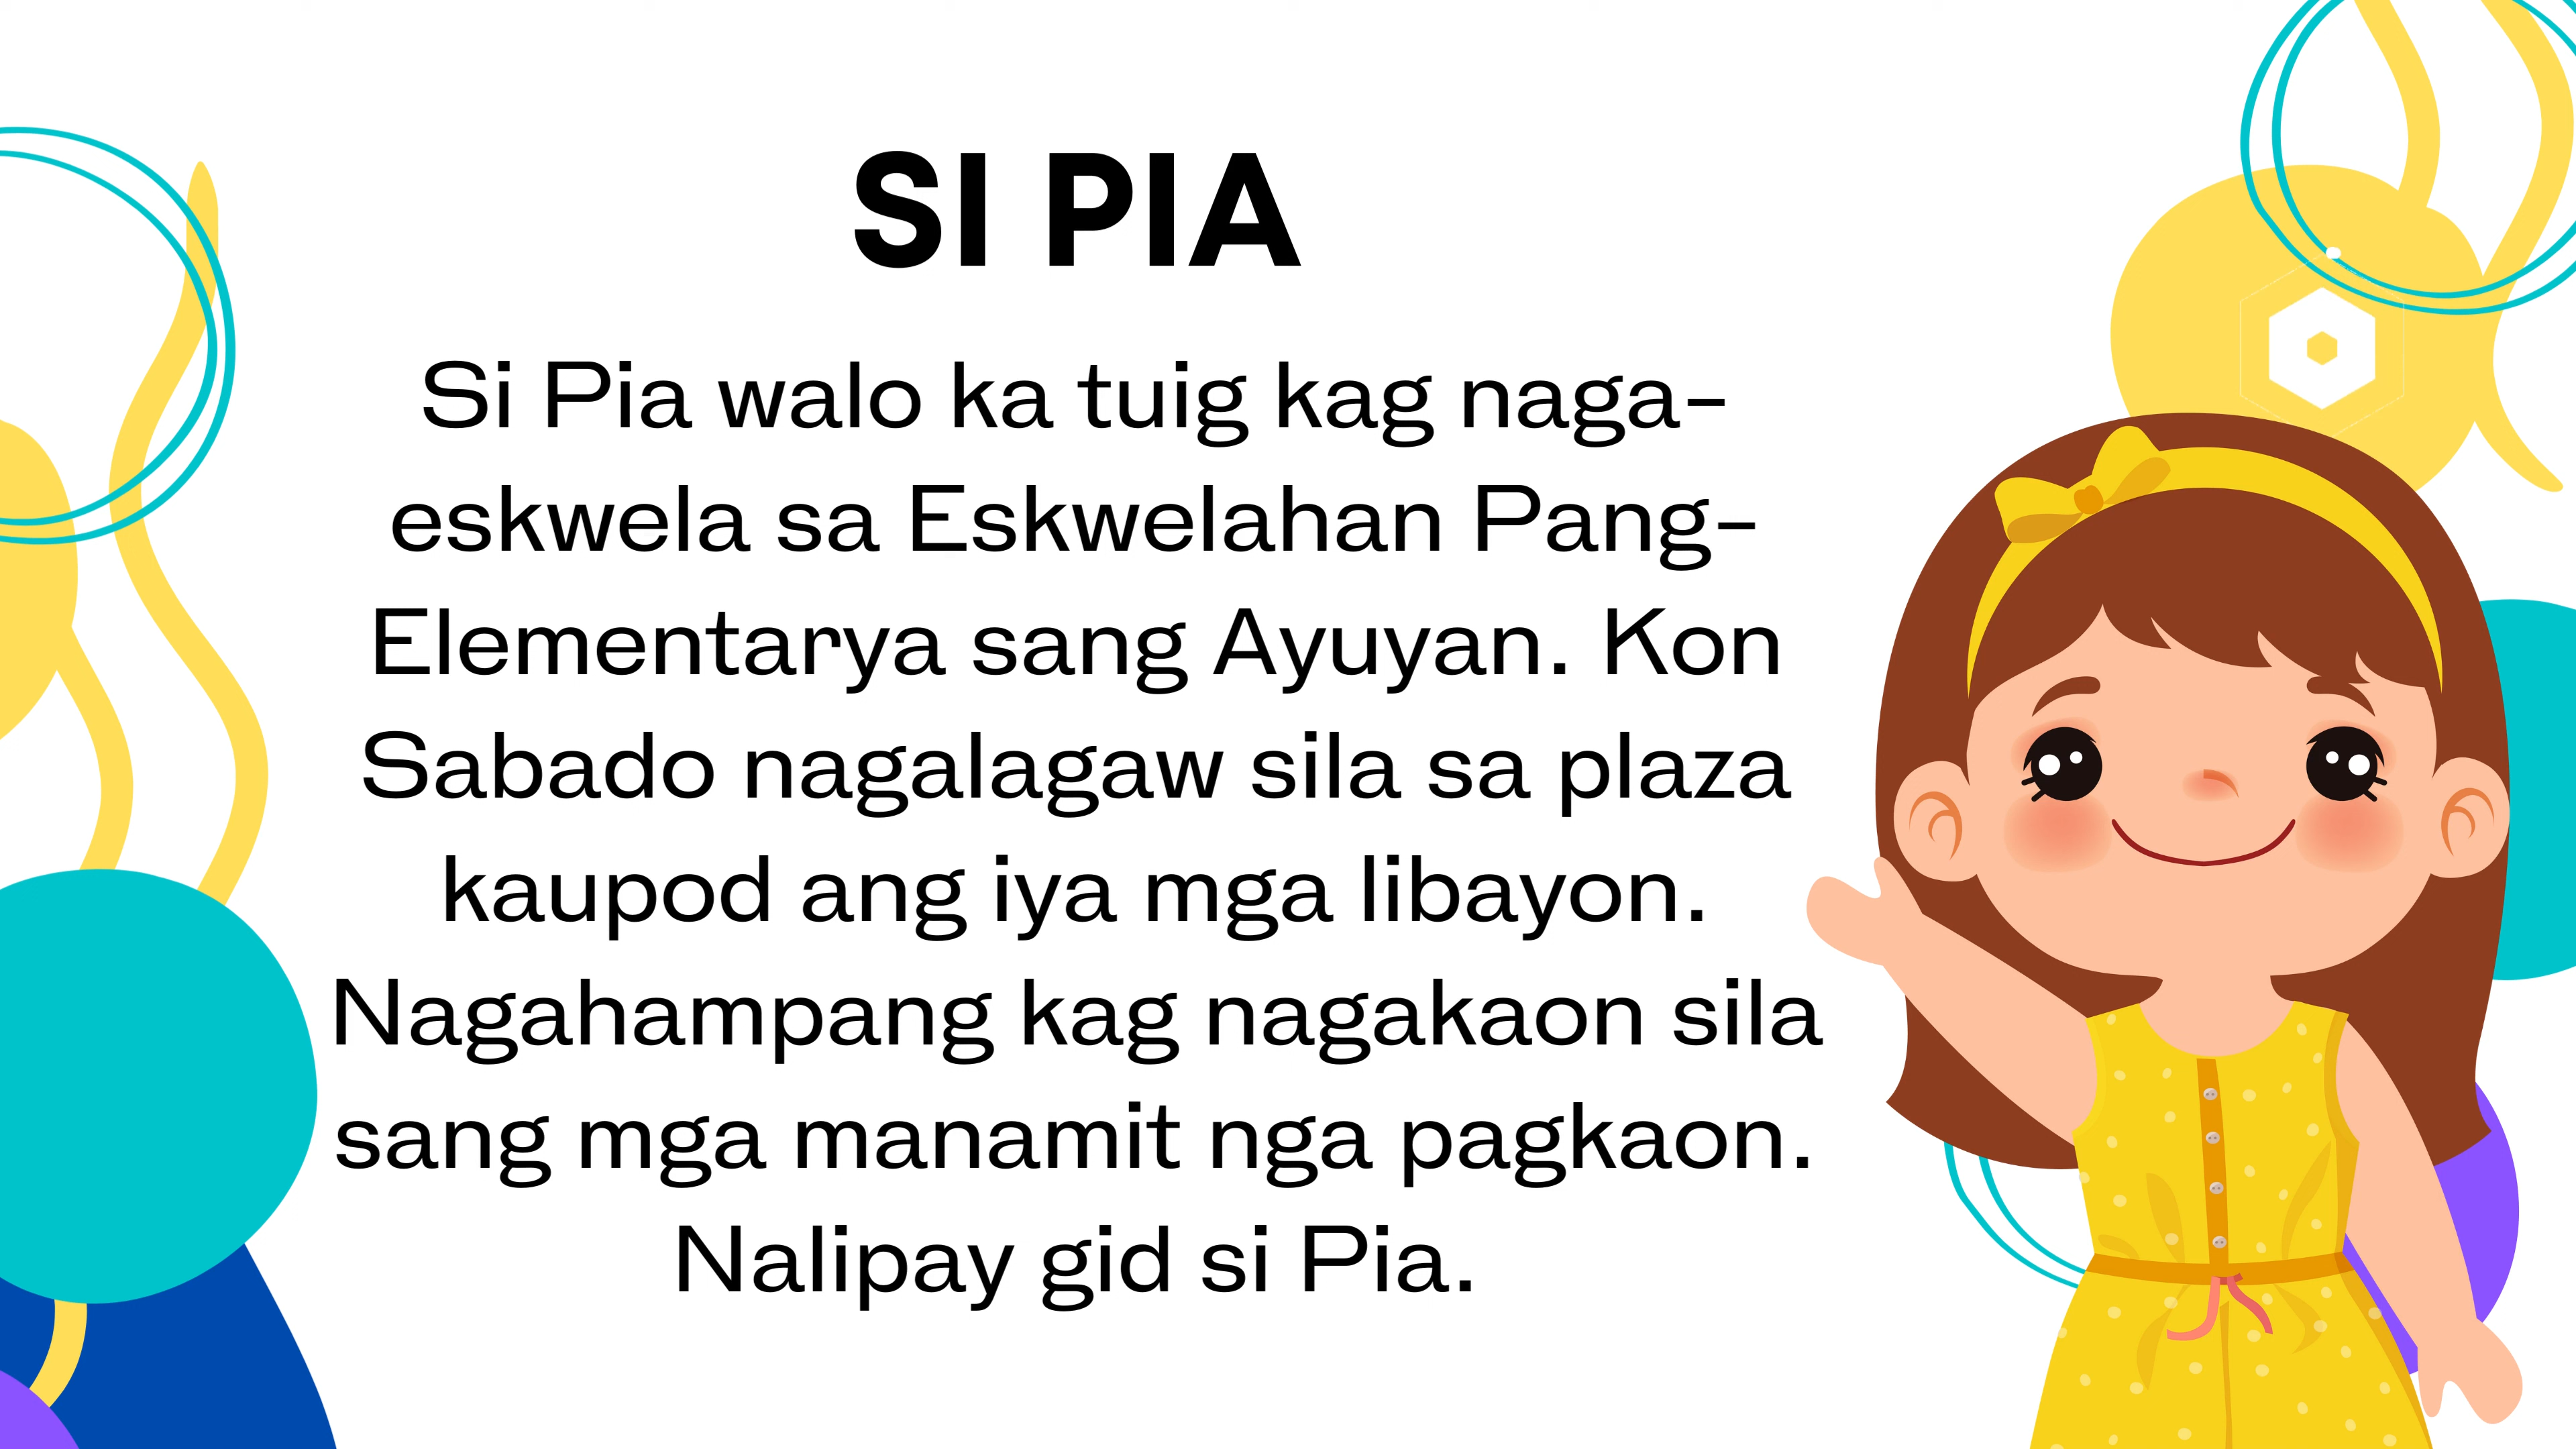 SI PIA
Si Pia walo ka tuig kag naga-
eskwela sa Eskwelahan Pang-
Elementarya sang Ayuyan. Kon
Sabado nagalagaw sila sa plaza
kaupod ang iya mga libayon.
Nagahampang kag nagakaon sila
sang mga manamit nga pagkaon.
Nalipay gid si Pia.